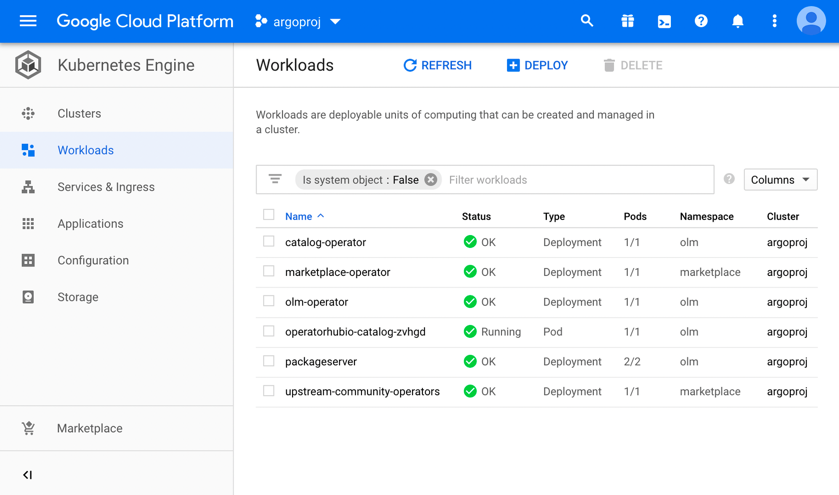 Google Cloud Platform
argoproj
Kubernetes Engine
Workloads
REFRESH
DEPLOY
DELETE
Clusters
Workloads
Services & Ingress
Applications
Configuration
Storage
Marketplace
Workloads are deployable units of computing that can be created and managed in
a cluster.
Is system object : False
Filter workloads
Columns
Name Status Type Pods Namespace Cluster
catalog-operator OK Deployment 1/1 olm argoproj
marketplace-operator OK Deployment 1/1 marketplace argoproj
olm-operator OK Deployment 1/1 olm argoproj
operatorhubio-catalog-zvhgd Running Pod 1/1 olm argoproj
packageserver OK Deployment 2/2 olm argoproj
upstream-community-operators OK Deployment 1/1 marketplace argoproj